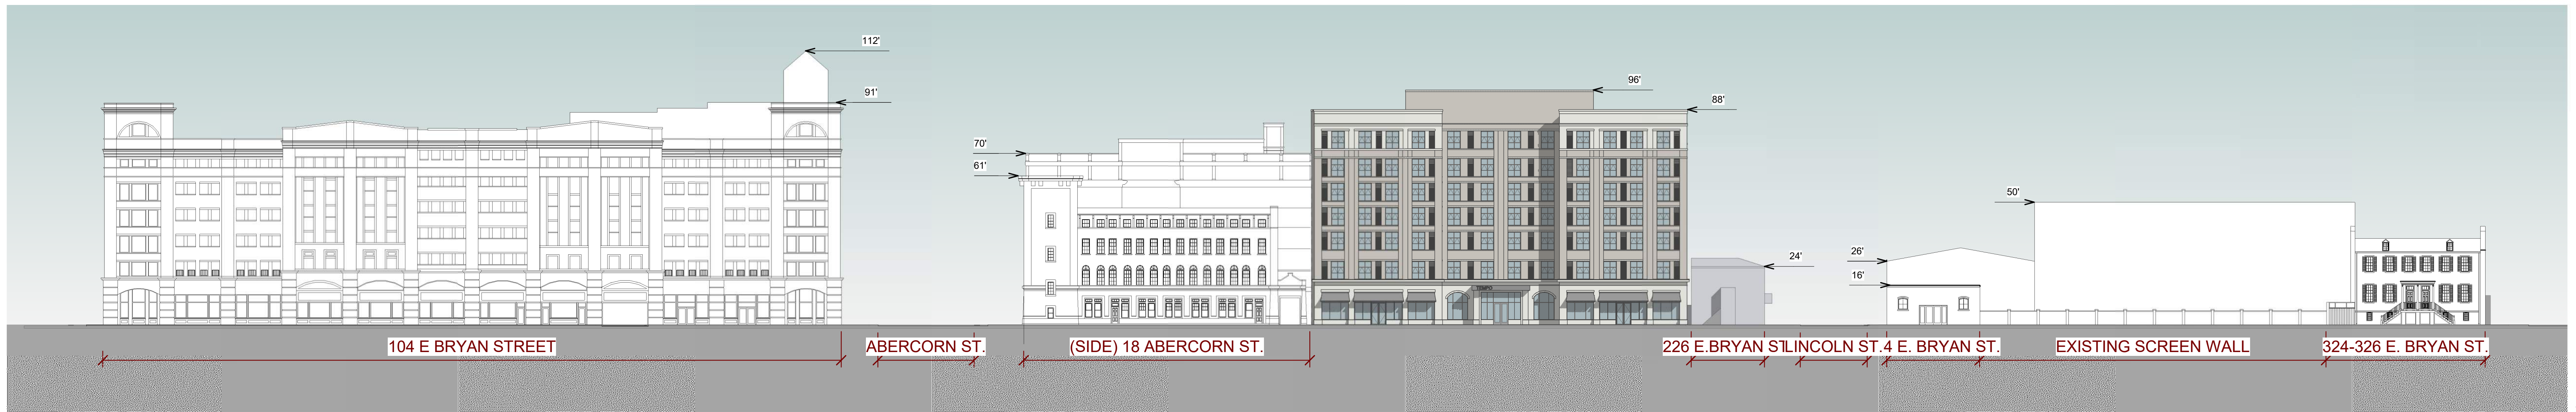 112'
91'
96'
88'
70'
61'
50'
24'
26'
16'
TEMPO
104 E BRYAN STREET
ABERCORN ST.
(SIDE) 18 ABERCORN ST.
226 E.BRYAN ST
LINCOLN ST.
4 E. BRYAN ST.
EXISTING SCREEN WALL
324-326 E. BRYAN ST.